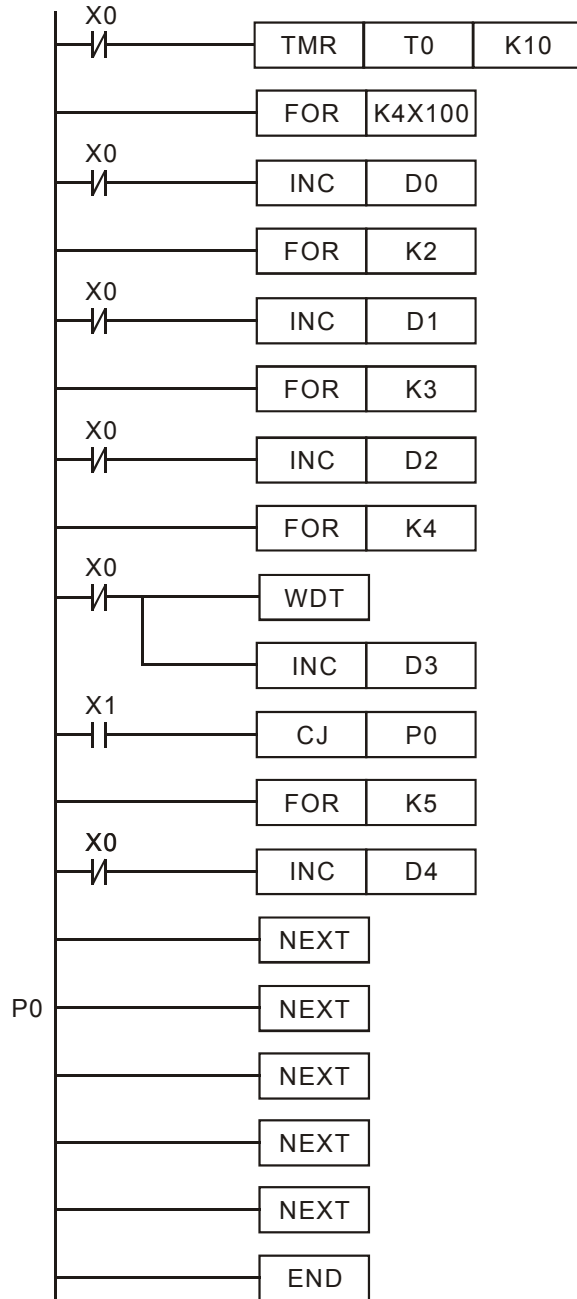 X0
TMR T0 K10
FOR K4X100
X0
INC D0
FOR K2
X0
INC D1
FOR K3
X0
INC D2
FOR K4
X0
WDT
INC D3
X1
CJ P0
FOR K5
X0
INC D4
NEXT
P0 NEXT
NEXT
NEXT
NEXT
END